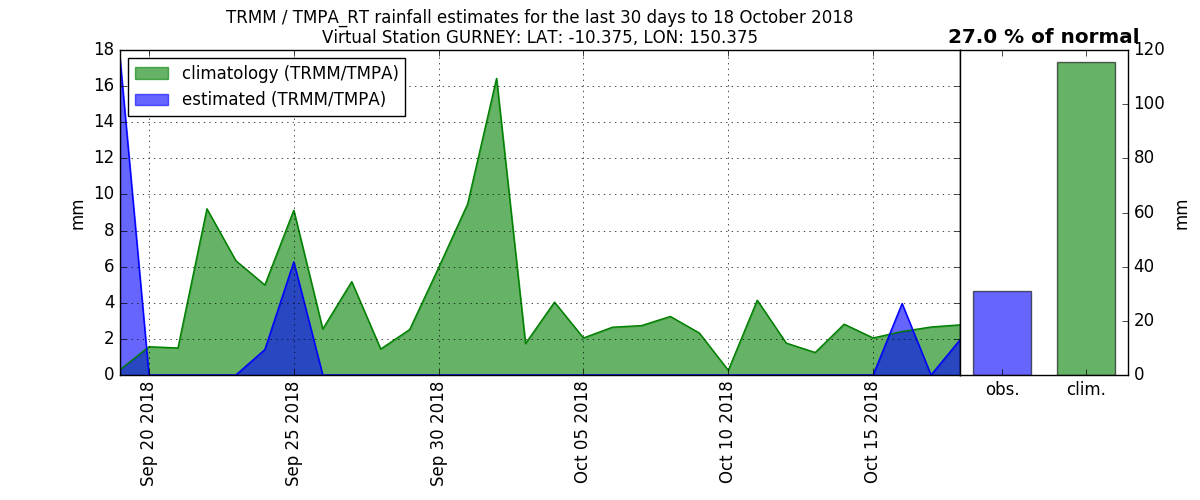 TRMM / TMPA_RT rainfall estimates for the last 30 days to 18 October 2018
Virtual Station GURNEY: LAT: -10.375, LON: 150.375
27.0 % of normal
climatology (TRMM/TMPA)
estimated (TRMM/TMPA)
18
16
14
12
10
8
6
4
2
0
mm
Sep 20 2018
Sep 25 2018
Sep 30 2018
Oct 05 2018
Oct 10 2018
Oct 15 2018
obs.
clim.
120
100
80
60
40
20
0
mm